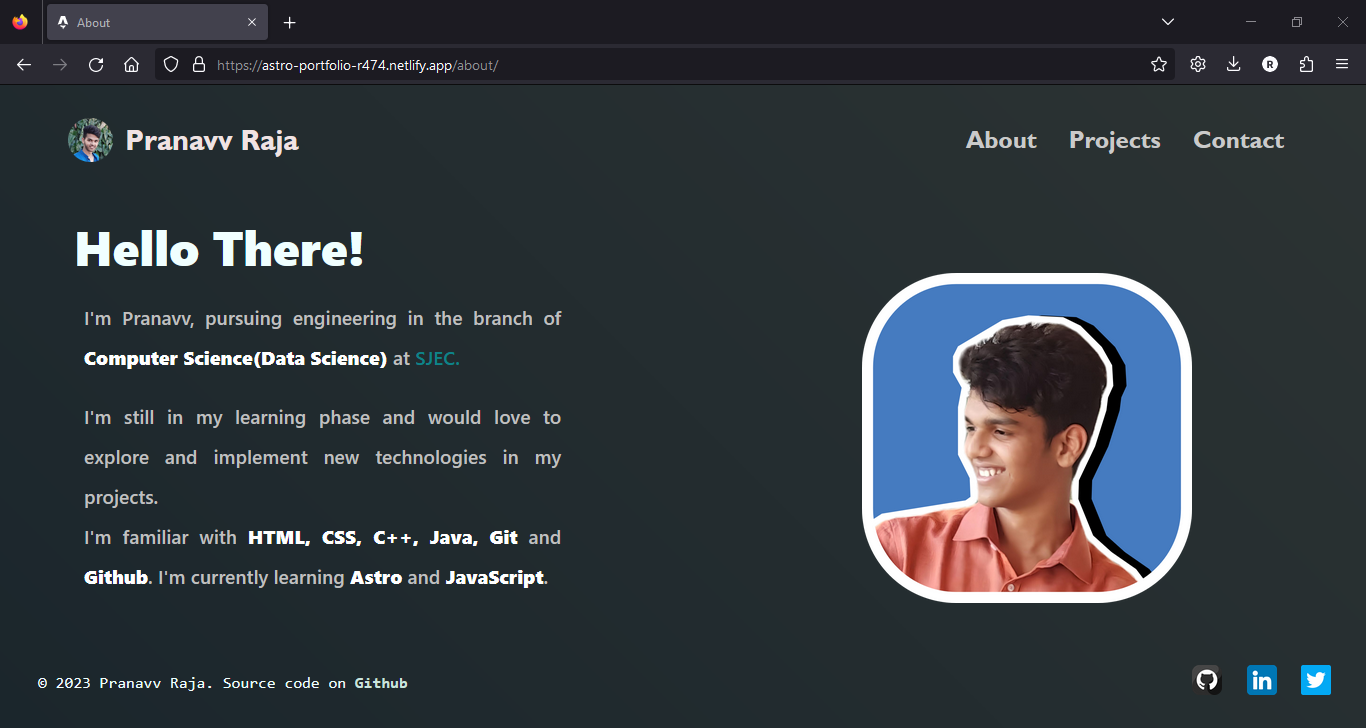 About
https://astro-portfolio-r474.netlify.app/about/
R
Pranavv Raja
About Projects Contact
Hello There!
I'm Pranavv, pursuing engineering in the branch of
Computer Science(Data Science) at SJEC.
I'm still in my learning phase and would love to
explore and implement new technologies in my
projects.
I'm familiar with HTML, CSS, C++, Java, Git and
Github. I'm currently learning Astro and JavaScript.
© 2023 Pranavv Raja. Source code on Github
in